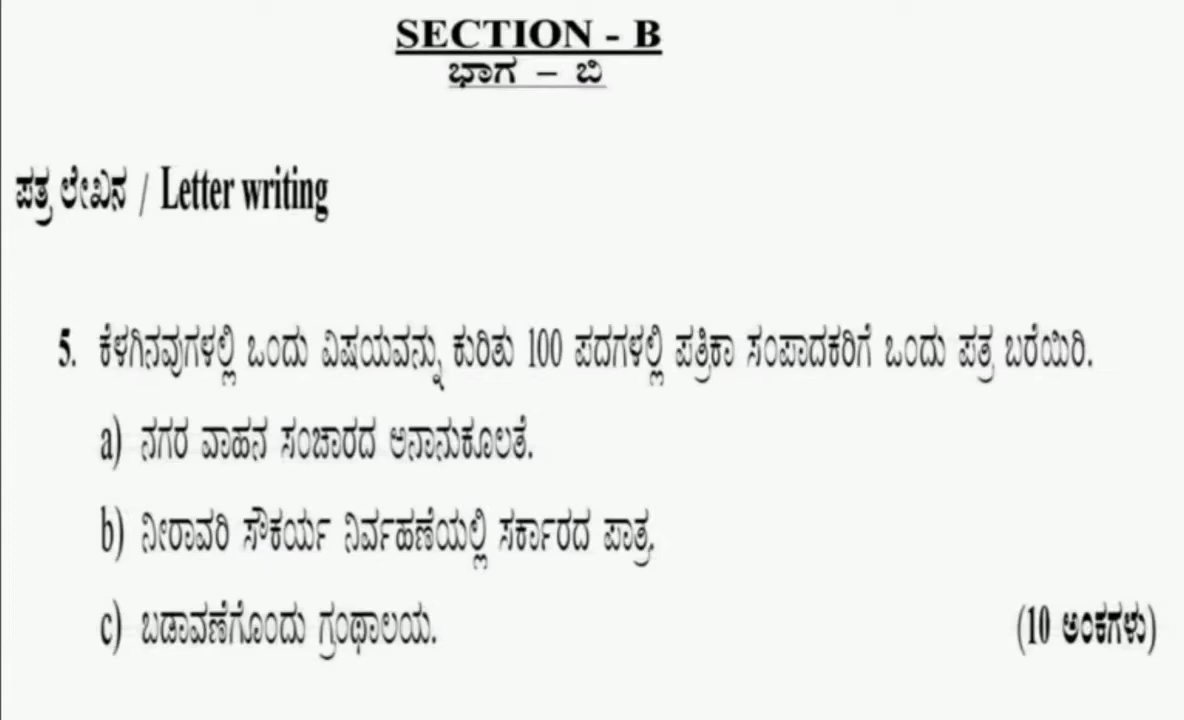 SECTION - B
ಭಾಗ – ಬಿ
ಪತ್ರ ಲೇಖನ / Letter writing
5. ಕೆಳಗಿನವುಗಳಲ್ಲಿ ಒಂದು ವಿಷಯವನ್ನು ಕುರಿತು 100 ಪದಗಳಲ್ಲಿ ಪತ್ರಿಕಾ ಸಂಪಾದಕರಿಗೆ ಒಂದು ಪತ್ರ ಬರೆಯಿರಿ.
a) ನಗರ ವಾಹನ ಸಂಚಾರದ ಅನಾನುಕೂಲತೆ.
b) ನೀರಾವರಿ ಸೌಕರ್ಯ ನಿರ್ವಹಣೆಯಲ್ಲಿ ಸರ್ಕಾರದ ಪಾತ್ರ.
c) ಬಡಾವಣೆಗೊಂದು ಗ್ರಂಥಾಲಯ. (10 ಅಂಕಗಳು)